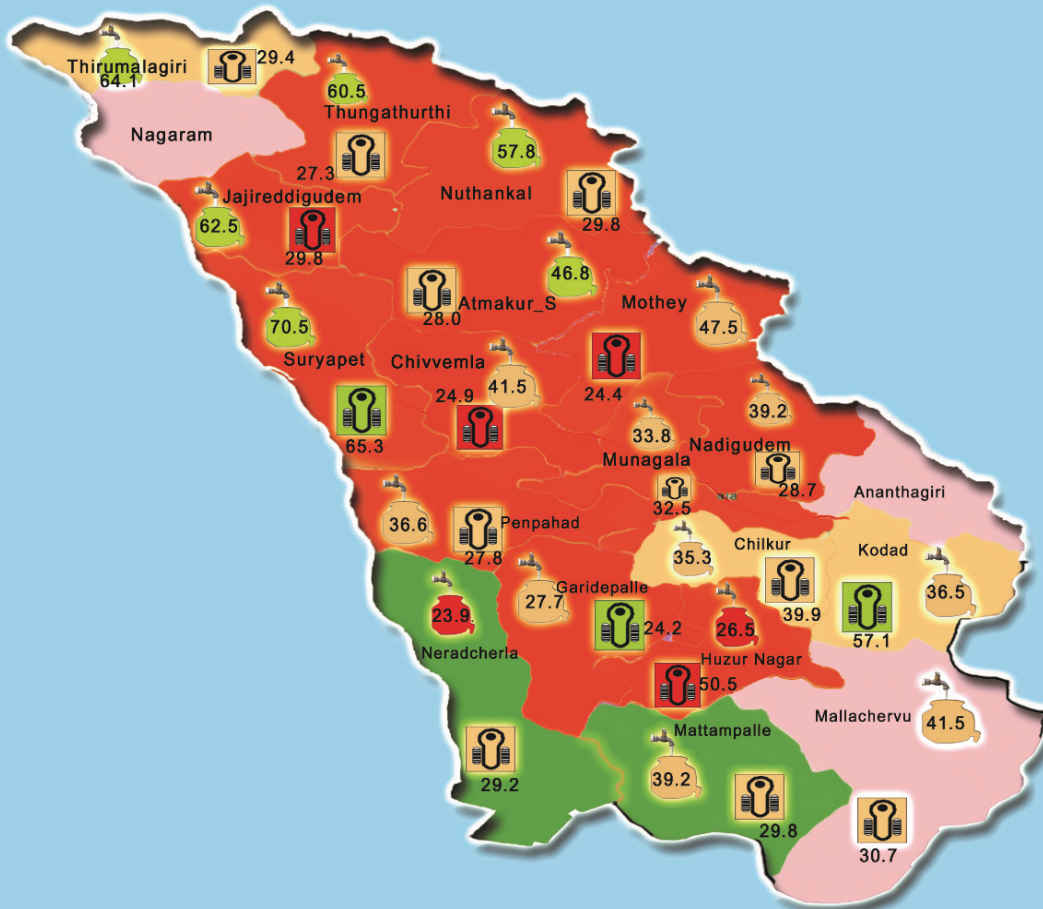 29.4
Thirumalagiri
64.1
60.5
Thungathurthi
Nagaram
57.8
27.3
Jajireddigudem
Nuthankal
62.5
29.8
29.8
46.8
Atmakur_S
Mothey
28.0
70.5
47.5
Suryapet
Chivvemla
41.5
24.9
24.4
39.2
33.8
65.3
Nadigudem
Munagala
28.7
Ananthagiri
32.5
36.6
Penpahad
27.8
35.3
Chilkur
Kodad
Garidepalle
27.7
36.5
23.9
24.2
26.5
39.9
57.1
Neradcherla
Huzur Nagar
50.5
Mallachervu
41.5
Mattampalle
39.2
29.2
29.8
30.7